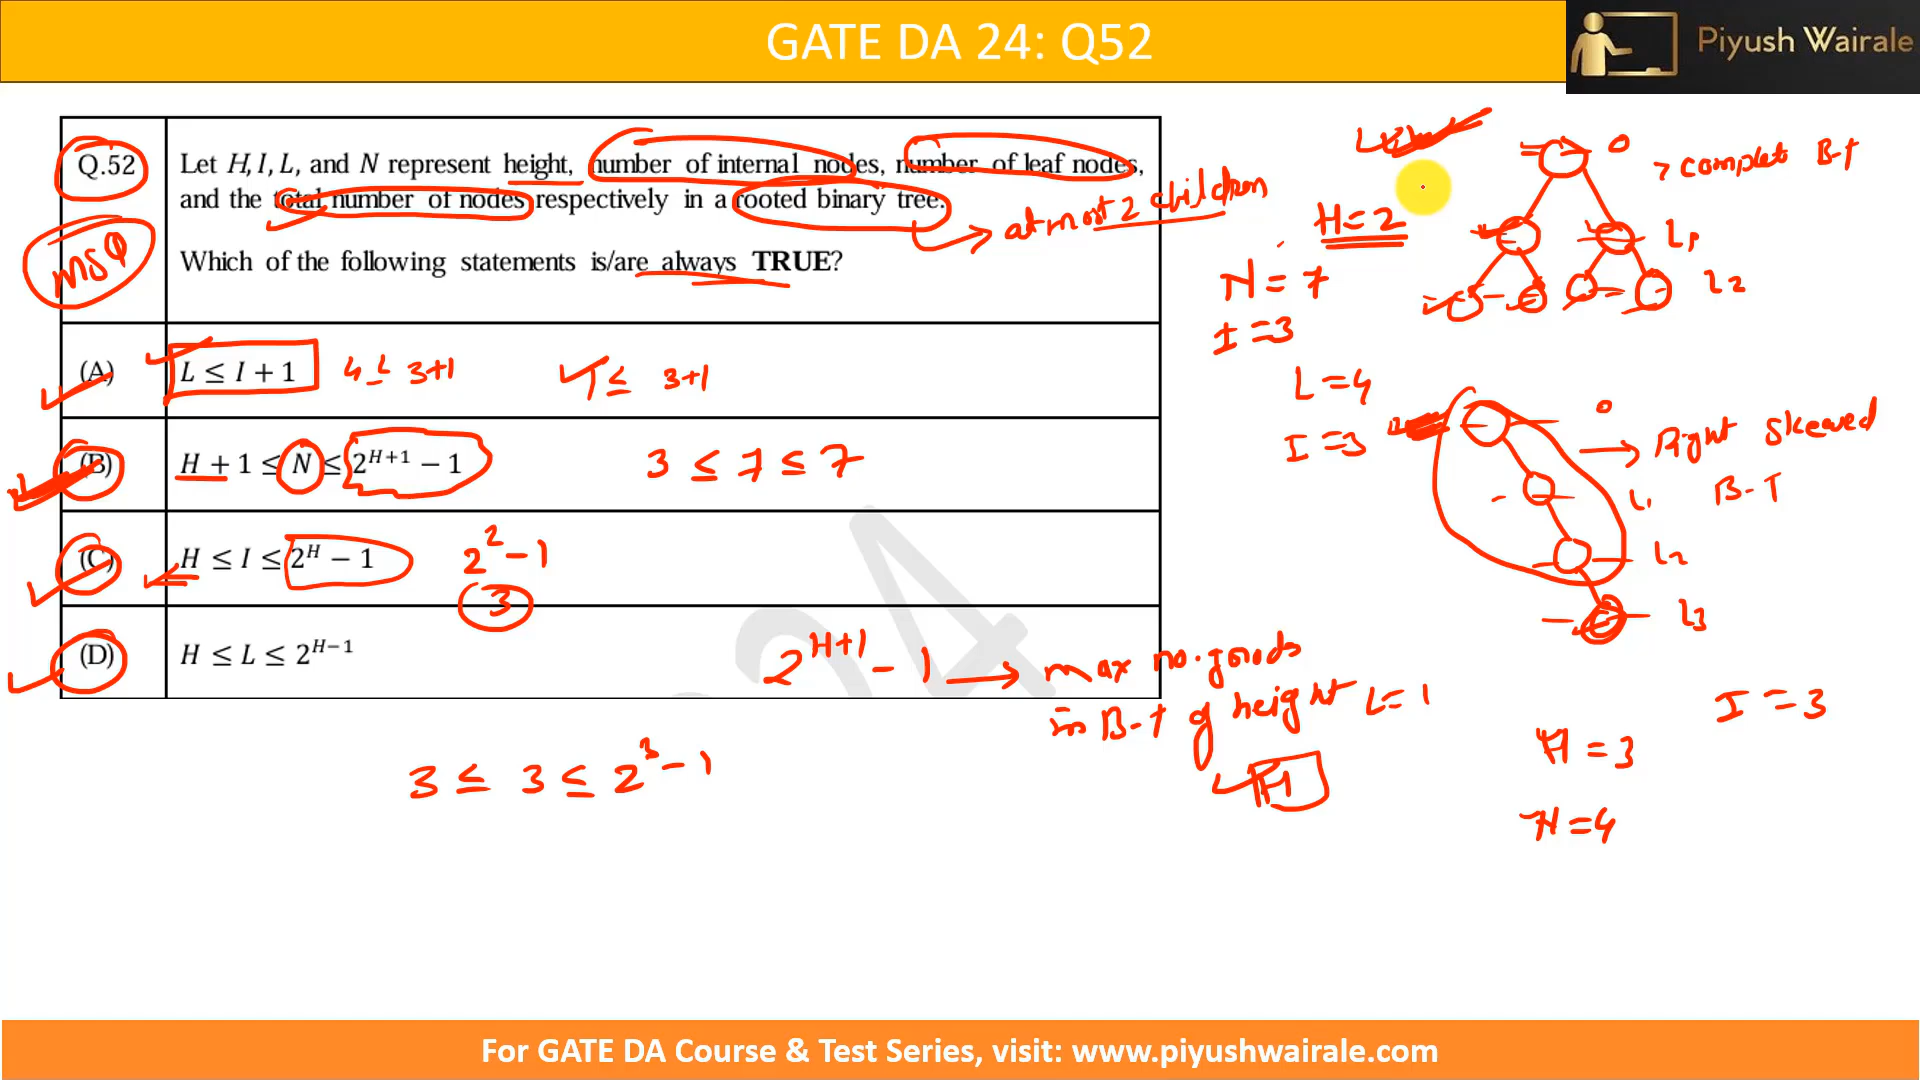 GATE DA 24: Q52
Piyush Wairale
Q.52
Let H, I, L, and N represent height, number of internal nodes, number of leaf nodes,
and the total number of nodes respectively in a rooted binary tree.
Which of the following statements is/are always TRUE?
MSQ
atmost 2 children
(A) L ≤ I + 1
4 ≤ 3+1
1 ≤ 3+1
(B) H + 1 ≤ N ≤ 2^{H+1} − 1
3 ≤ 7 ≤ 7
(C) H ≤ I ≤ 2^H − 1
2^2 − 1
3
(D) H ≤ L ≤ 2^{H−1}
2^{H+1} − 1 → max no. of nods
in B-T of height
H
3 ≤ 3 ≤ 2^3 − 1
H = 2
N = 7
I = 3
L = 4
I = 3
0
complet B-T
L1
L2
0
Right Skewed
B-T
L1
L2
L3
L = 1
I = 3
H = 3
N = 4
24
For GATE DA Course & Test Series, visit: www.piyushwairale.com